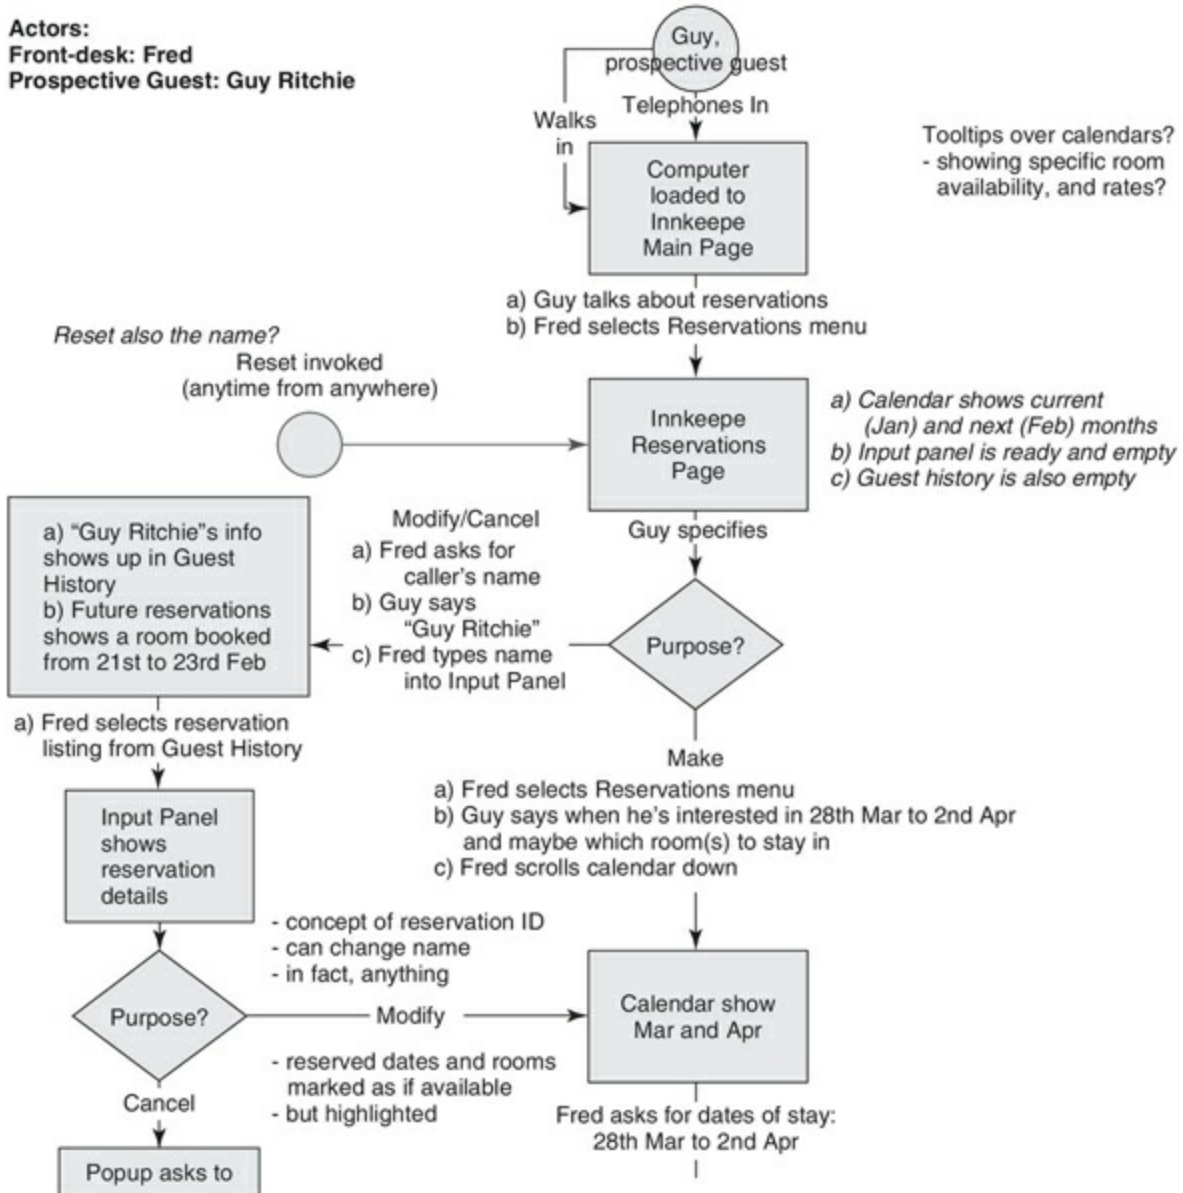 Actors:
Front-desk: Fred
Prospective Guest: Guy Ritchie
Guy,
prospective guest
Telephones In
Walks
in
Computer
loaded to
Innkeepe
Main Page
Tooltips over calendars?
- showing specific room
availability, and rates?
a) Guy talks about reservations
b) Fred selects Reservations menu
Reset also the name?
Reset invoked
(anytime from anywhere)
Innkeepe
Reservations
Page
a) Calendar shows current
(Jan) and next (Feb) months
b) Input panel is ready and empty
c) Guest history is also empty
Guy specifies
Purpose?
Modify/Cancel
a) Fred asks for
caller's name
b) Guy says
“Guy Ritchie”
c) Fred types name
into Input Panel
a) “Guy Ritchie”s info
shows up in Guest
History
b) Future reservations
shows a room booked
from 21st to 23rd Feb
a) Fred selects reservation
listing from Guest History
Input Panel
shows
reservation
details
Make
a) Fred selects Reservations menu
b) Guy says when he's interested in 28th Mar to 2nd Apr
and maybe which room(s) to stay in
c) Fred scrolls calendar down
- concept of reservation ID
- can change name
- in fact, anything
Purpose?
Modify
- reserved dates and rooms
marked as if available
- but highlighted
Calendar show
Mar and Apr
Cancel
Fred asks for dates of stay:
28th Mar to 2nd Apr
Popup asks to